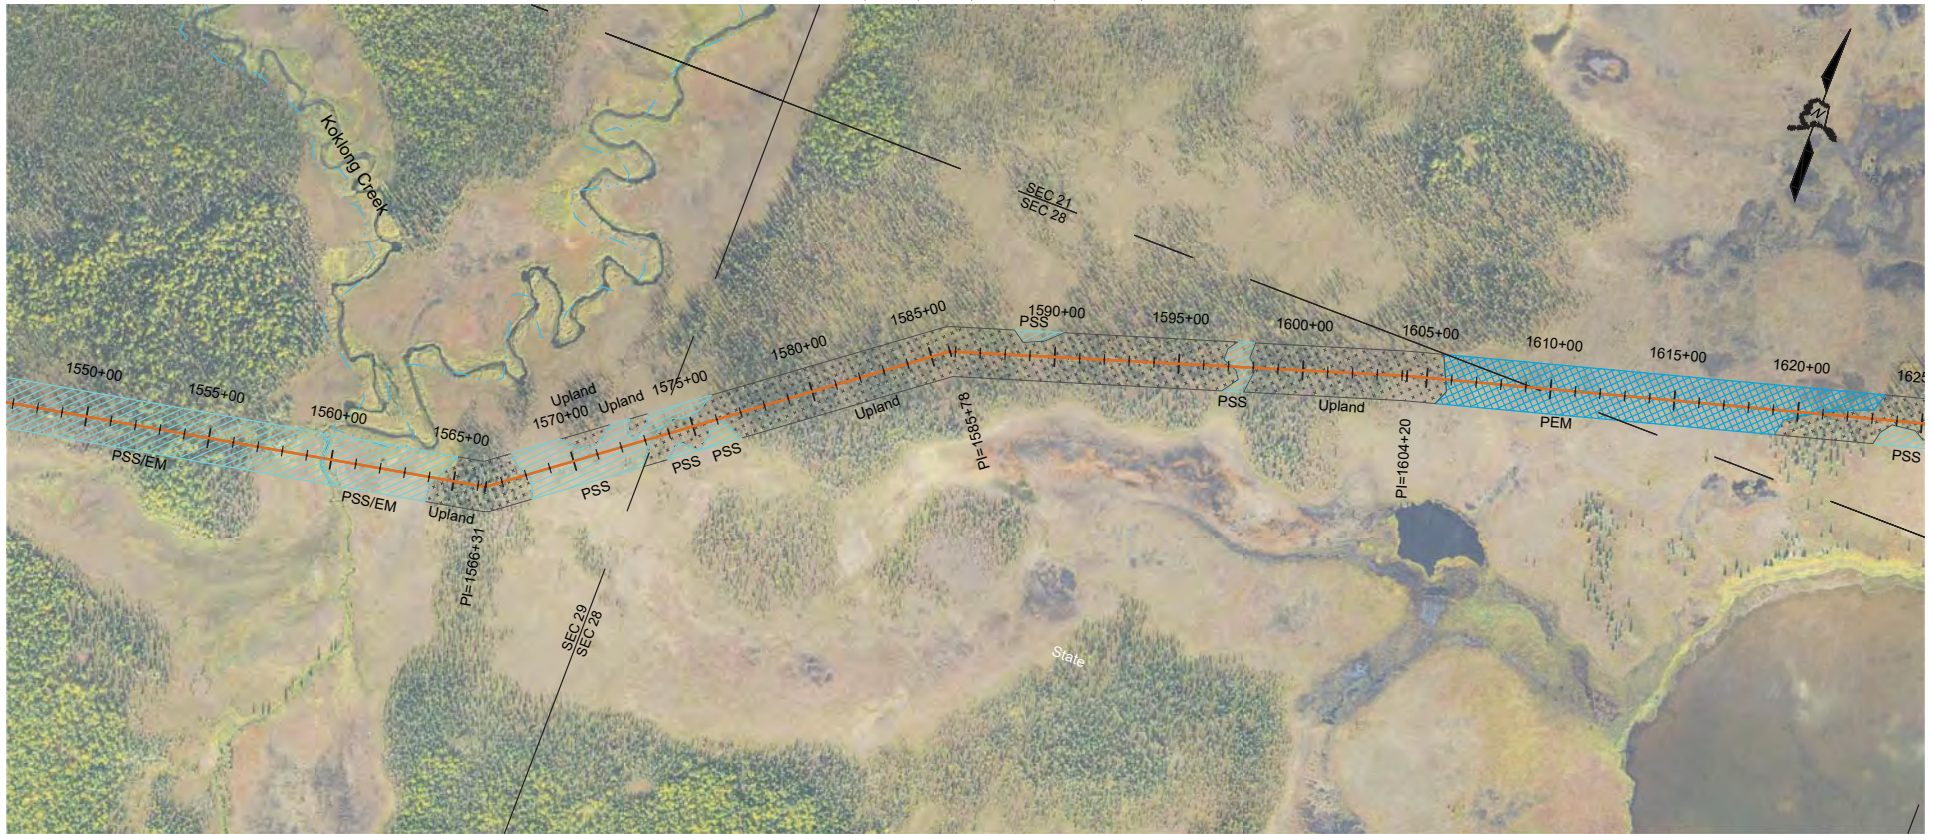 Koklong Creek
SEC 21
SEC 28
1550+00
1555+00
1560+00
1565+00
1570+00
1575+00
1580+00
1585+00
1590+00
1595+00
1600+00
1605+00
1610+00
1615+00
1620+00
Upland
Upland
PSS
PSS/EM
PSS/EM
Upland
PSS
PSS
PSS
Upland
PSS
Upland
PEM
PSS
PI=1566+31
PI=1585+78
PI=1604+20
SEC 29
SEC 28
State
N